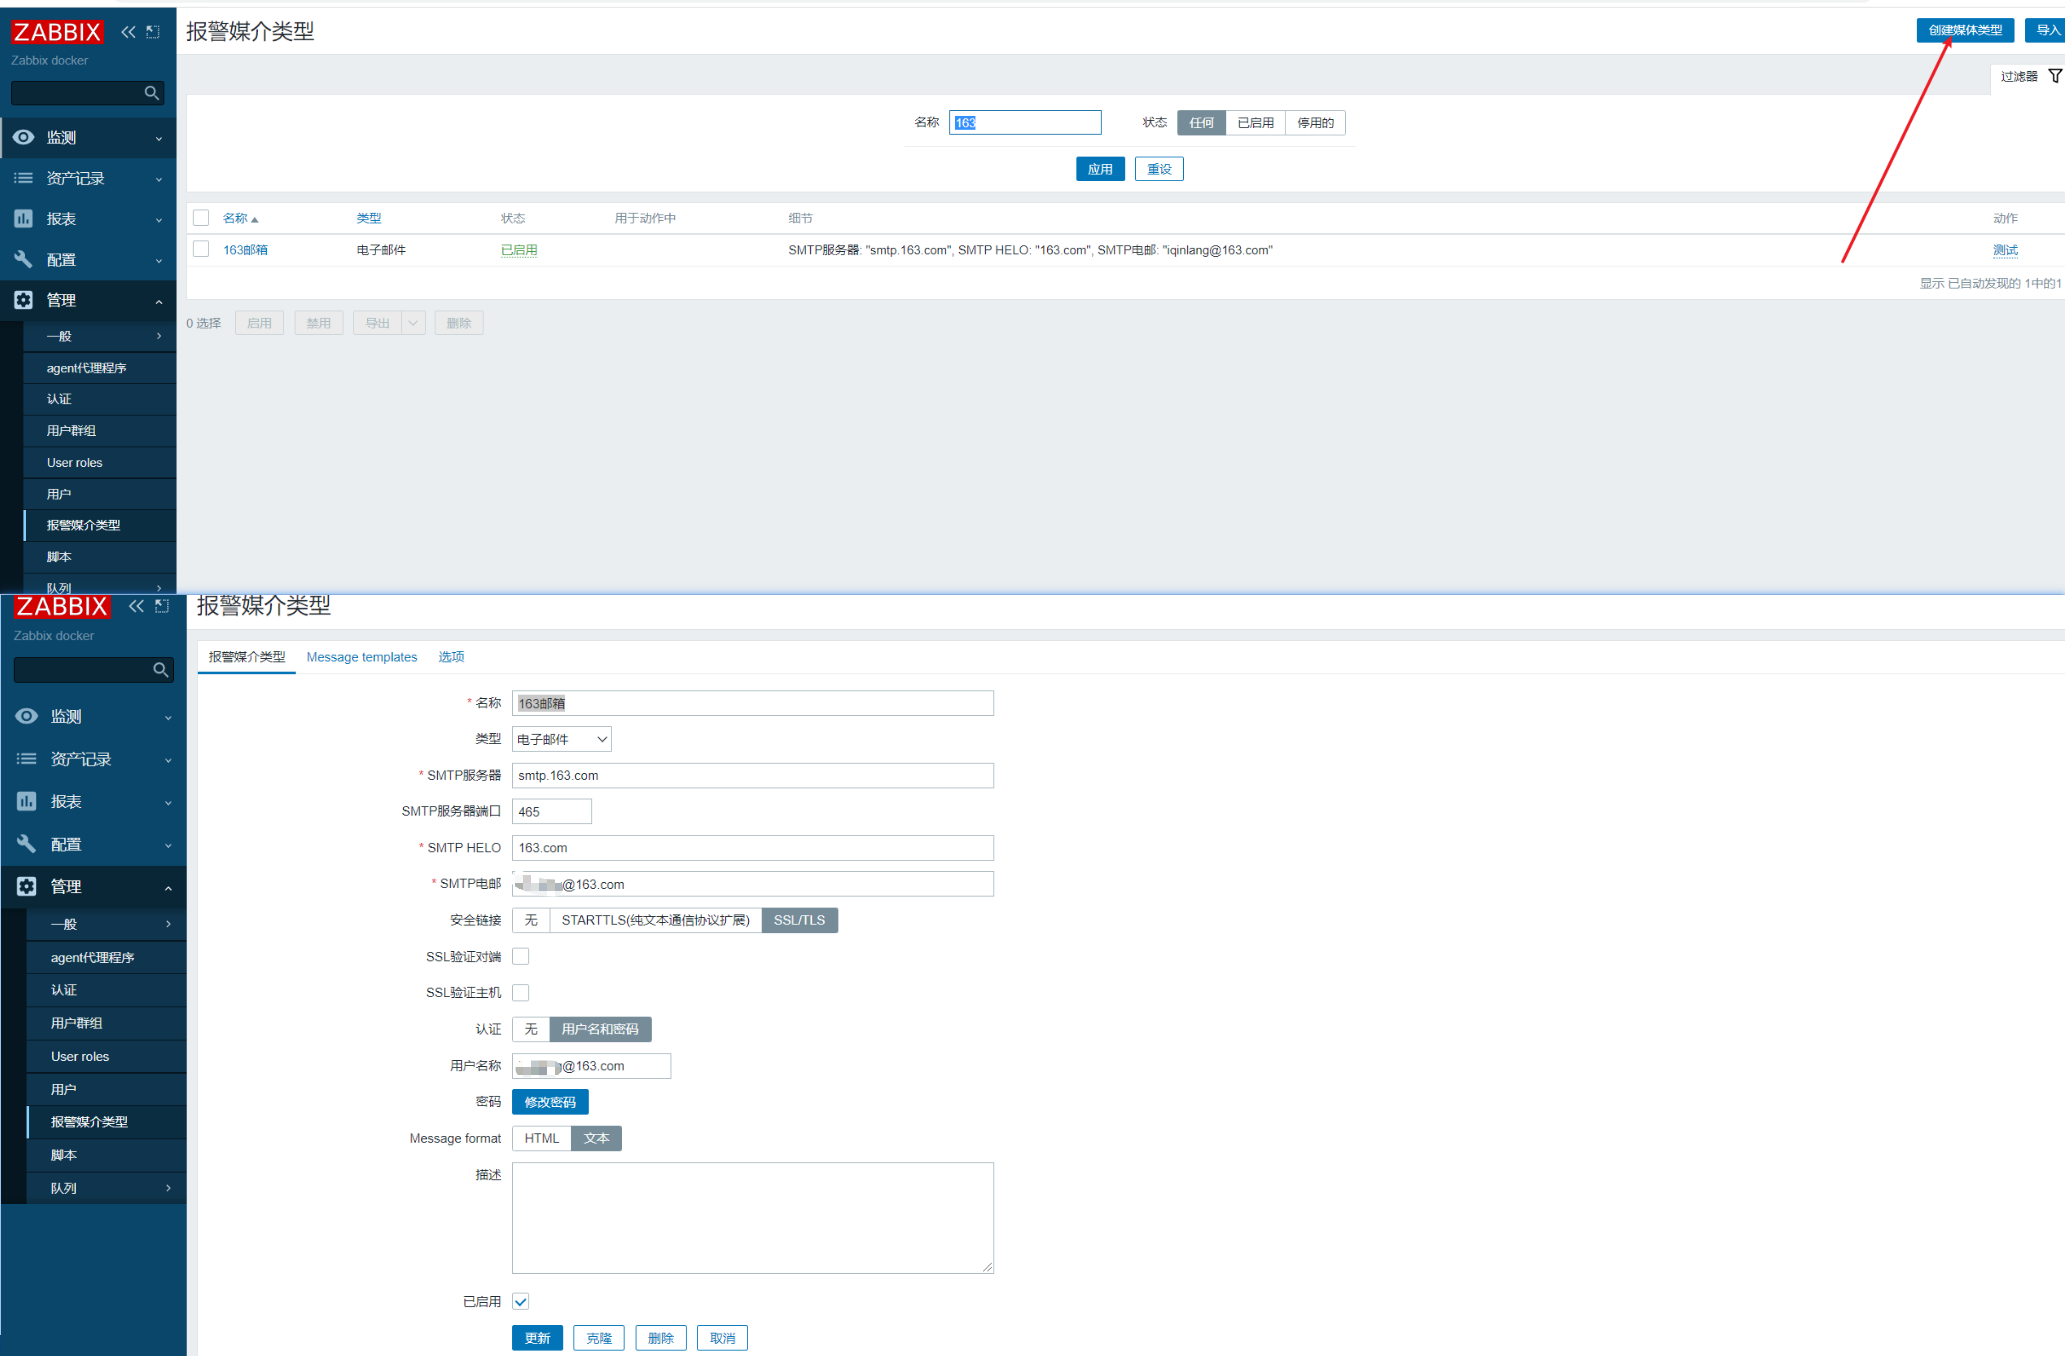 ZABBIX
Zabbix docker
监测
资产记录
报表
配置
管理
一般
agent代理程序
认证
用户群组
User roles
用户
报警媒介类型
脚本
队列
报警媒介类型
创建媒体类型
导入
过滤器
名称
163
状态
任何
已启用
停用的
应用
重设
名称
类型
状态
用于动作中
细节
动作
163邮箱
电子邮件
已启用
SMTP服务器: "smtp.163.com", SMTP HELO: "163.com", SMTP电邮: "iqinlang@163.com"
测试
显示 已自动发现的 1中的1
0 选择
启用
禁用
导出
删除
ZABBIX
Zabbix docker
监测
资产记录
报表
配置
管理
一般
agent代理程序
认证
用户群组
User roles
用户
报警媒介类型
脚本
队列
报警媒介类型
报警媒介类型
Message templates
选项
* 名称
163邮箱
类型
电子邮件
* SMTP服务器
smtp.163.com
SMTP服务器端口
465
* SMTP HELO
163.com
* SMTP电邮
@163.com
安全链接
无
STARTTLS(纯文本通信协议扩展)
SSL/TLS
SSL验证对端
SSL验证主机
认证
无
用户名和密码
用户名称
@163.com
密码
修改密码
Message format
HTML
文本
描述
已启用
更新
克隆
删除
取消